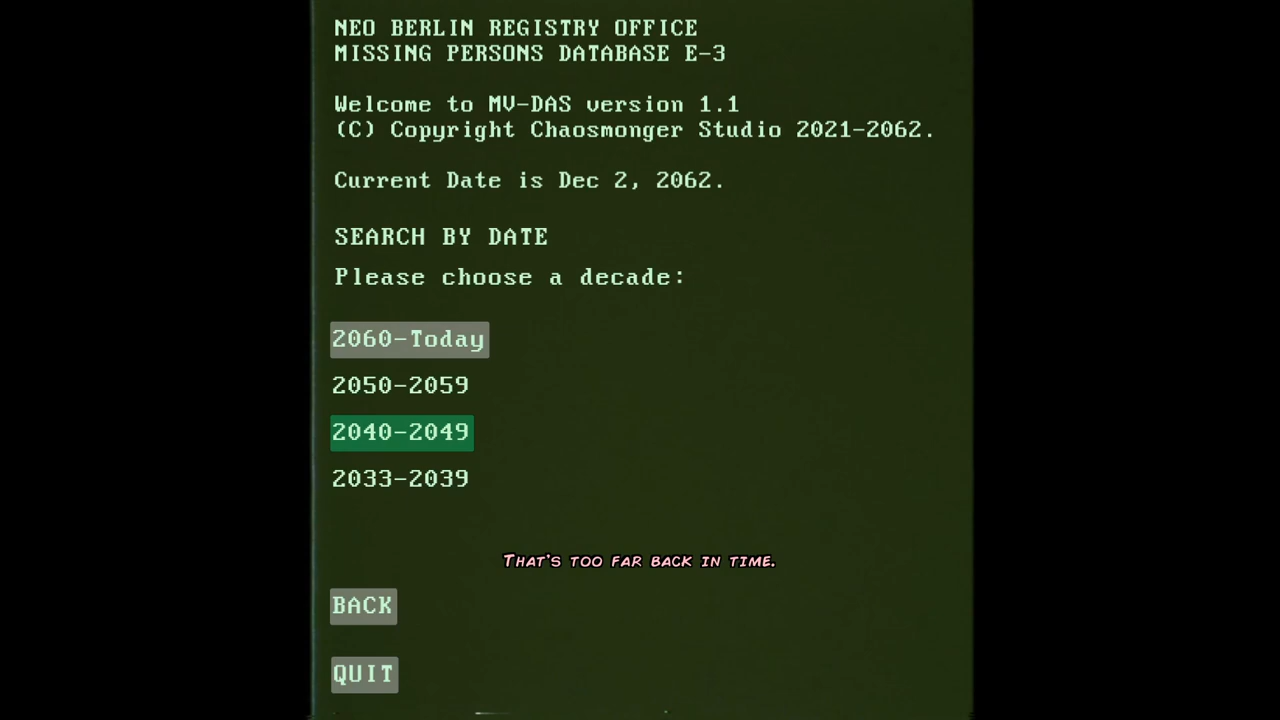 NEO BERLIN REGISTRY OFFICE
MISSING PERSONS DATABASE E-3
Welcome to MV-DAS version 1.1
(C) Copyright Chaosmonger Studio 2021-2062.
Current Date is Dec 2, 2062.
SEARCH BY DATE
Please choose a decade:
2060-Today
2050-2059
2040-2049
2033-2039
That's too far back in time.
BACK
QUIT